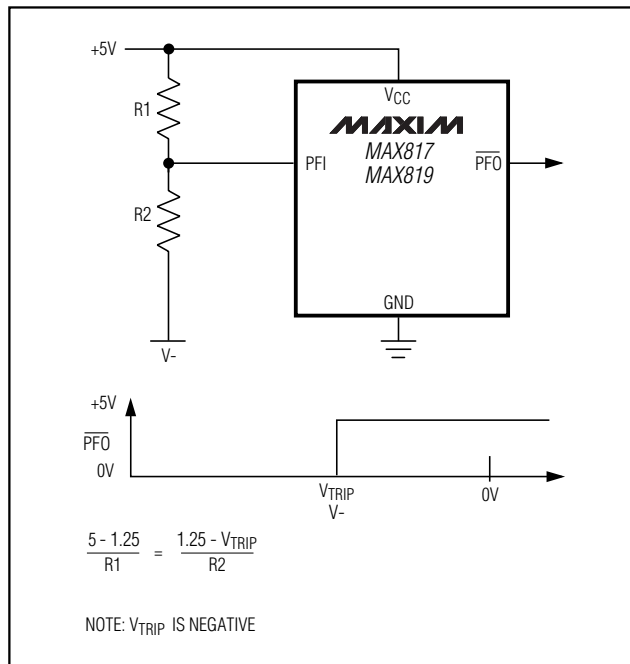 +5V
R1
VCC
MAXIM
MAX817
MAX819
PFI
PFO
R2
GND
V-
+5V
PFO
0V
VTRIP
V-
0V
5 - 1.25 / R1 = 1.25 - VTRIP / R2
NOTE: VTRIP IS NEGATIVE